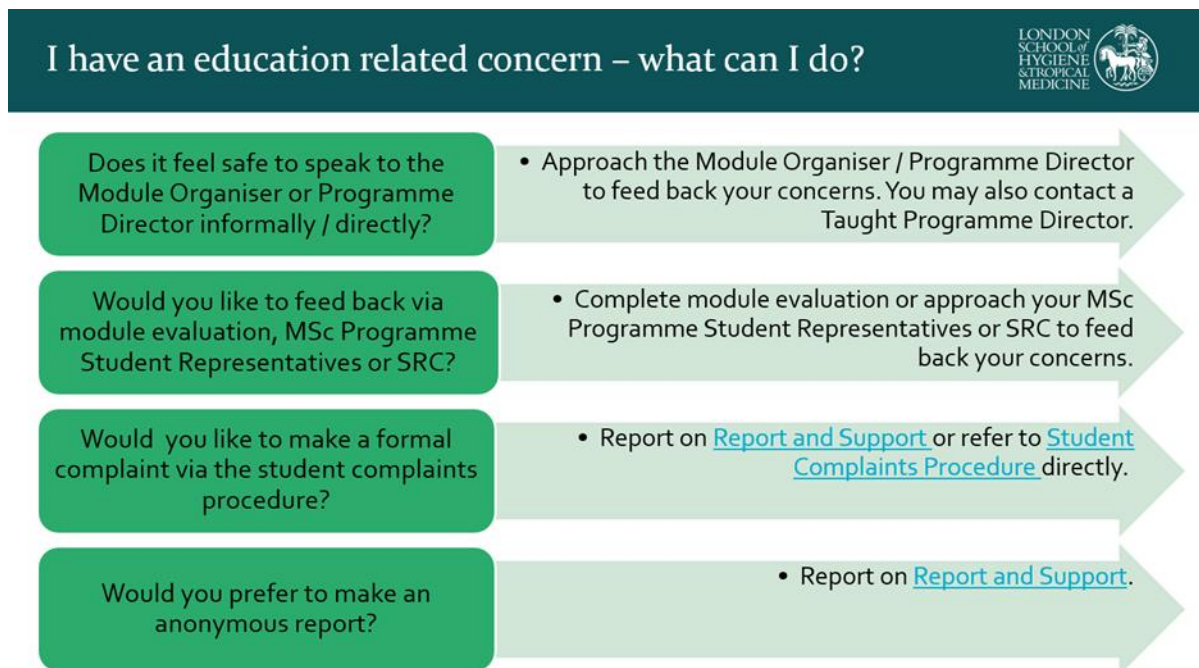 I have an education related concern – what can I do?
LONDON
SCHOOL of
HYGIENE
&TROPICAL
MEDICINE
Does it feel safe to speak to the
Module Organiser or Programme
Director informally / directly?
• Approach the Module Organiser / Programme Director
to feed back your concerns. You may also contact a
Taught Programme Director.
Would you like to feed back via
module evaluation, MSc Programme
Student Representatives or SRC?
• Complete module evaluation or approach your MSc
Programme Student Representatives or SRC to feed
back your concerns.
Would you like to make a formal
complaint via the student complaints
procedure?
• Report on Report and Support or refer to Student
Complaints Procedure directly.
Would you prefer to make an
anonymous report?
• Report on Report and Support.